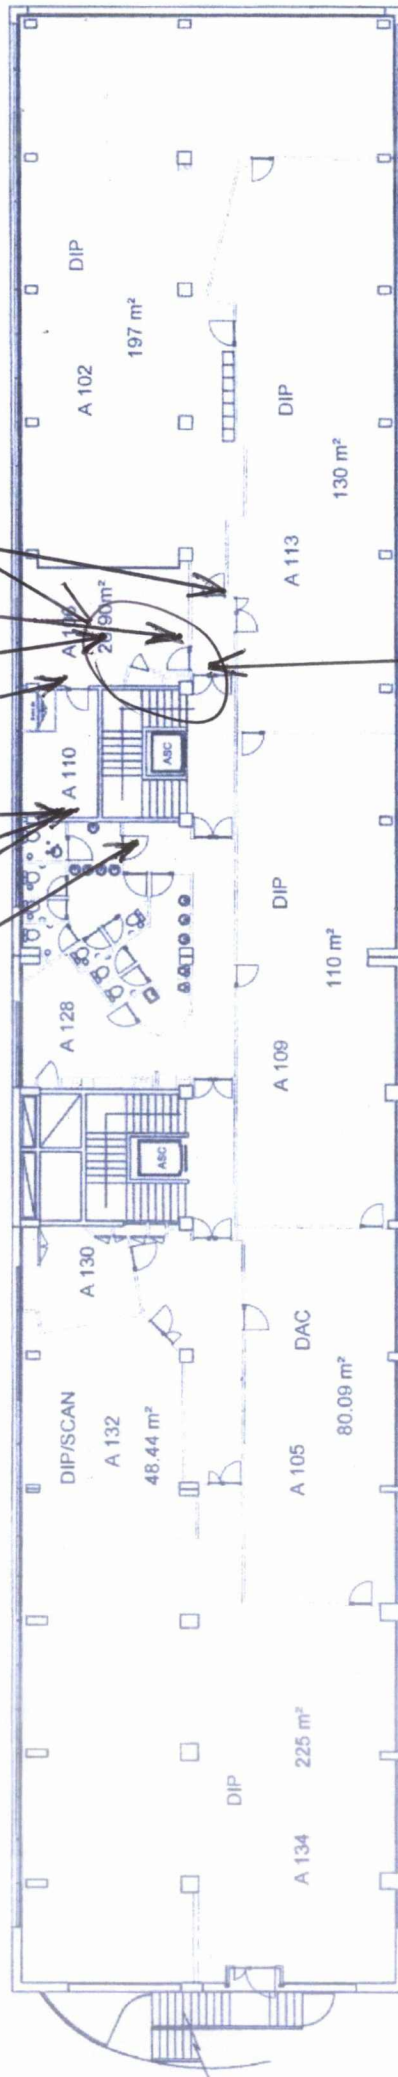 DIP
A 102
197 m²
DIP
A 113
130 m²
A 110
ASC
A 128
DIP
A 109
110 m²
ASC
A 130
DIP/SCAN
A 132
48.44 m²
DAC
A 105
80.09 m²
DIP
A 134
225 m²